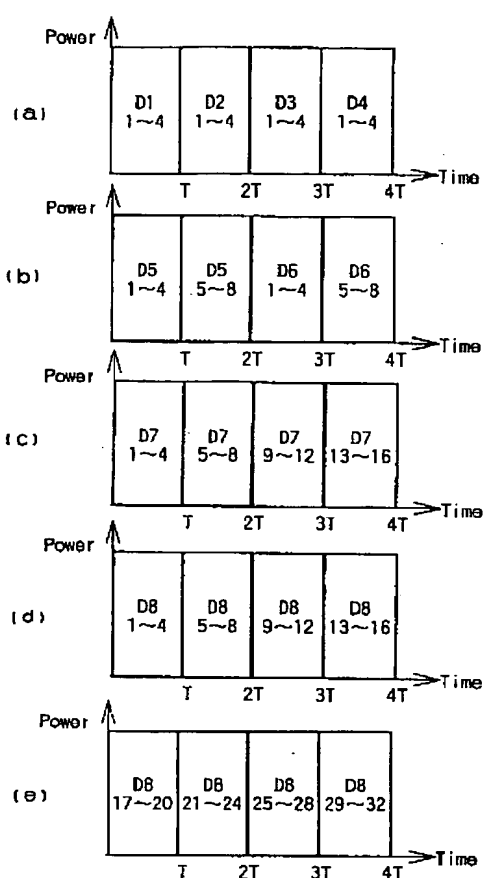 Power
(a)
D1 D2 D3 D4
1~4 1~4 1~4 1~4
Time
T 2T 3T 4T
Power
(b)
D5 D5 D6 D6
1~4 5~8 1~4 5~8
Time
T 2T 3T 4T
Power
(c)
D7 D7 D7 D7
1~4 5~8 9~12 13~16
Time
T 2T 3T 4T
Power
(d)
D8 D8 D8 D8
1~4 5~8 9~12 13~16
Time
T 2T 3T 4T
Power
(e)
D8 D8 D8 D8
17~20 21~24 25~28 29~32
Time
T 2T 3T 4T